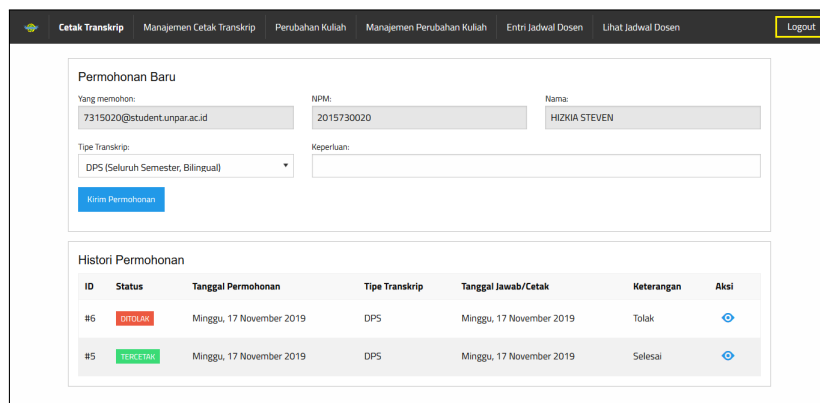 Cetak Transkrip Manajemen Cetak Transkrip Perubahan Kuliah Manajemen Perubahan Kuliah Entri Jadwal Dosen Lihat Jadwal Dosen Logout
Permohonan Baru
Yang memohon: NPM: Nama:
7315020@student.unpar.ac.id 2015730020 HIZKIA STEVEN
Tipe Transkrip: Keperluan:
DPS (Seluruh Semester, Bilingual)
Kirim Permohonan
Histori Permohonan
ID Status Tanggal Permohonan Tipe Transkrip Tanggal Jawab/Cetak Keterangan Aksi
#6 DITOLAK Minggu, 17 November 2019 DPS Minggu, 17 November 2019 Tolak
#5 TERCETAK Minggu, 17 November 2019 DPS Minggu, 17 November 2019 Selesai